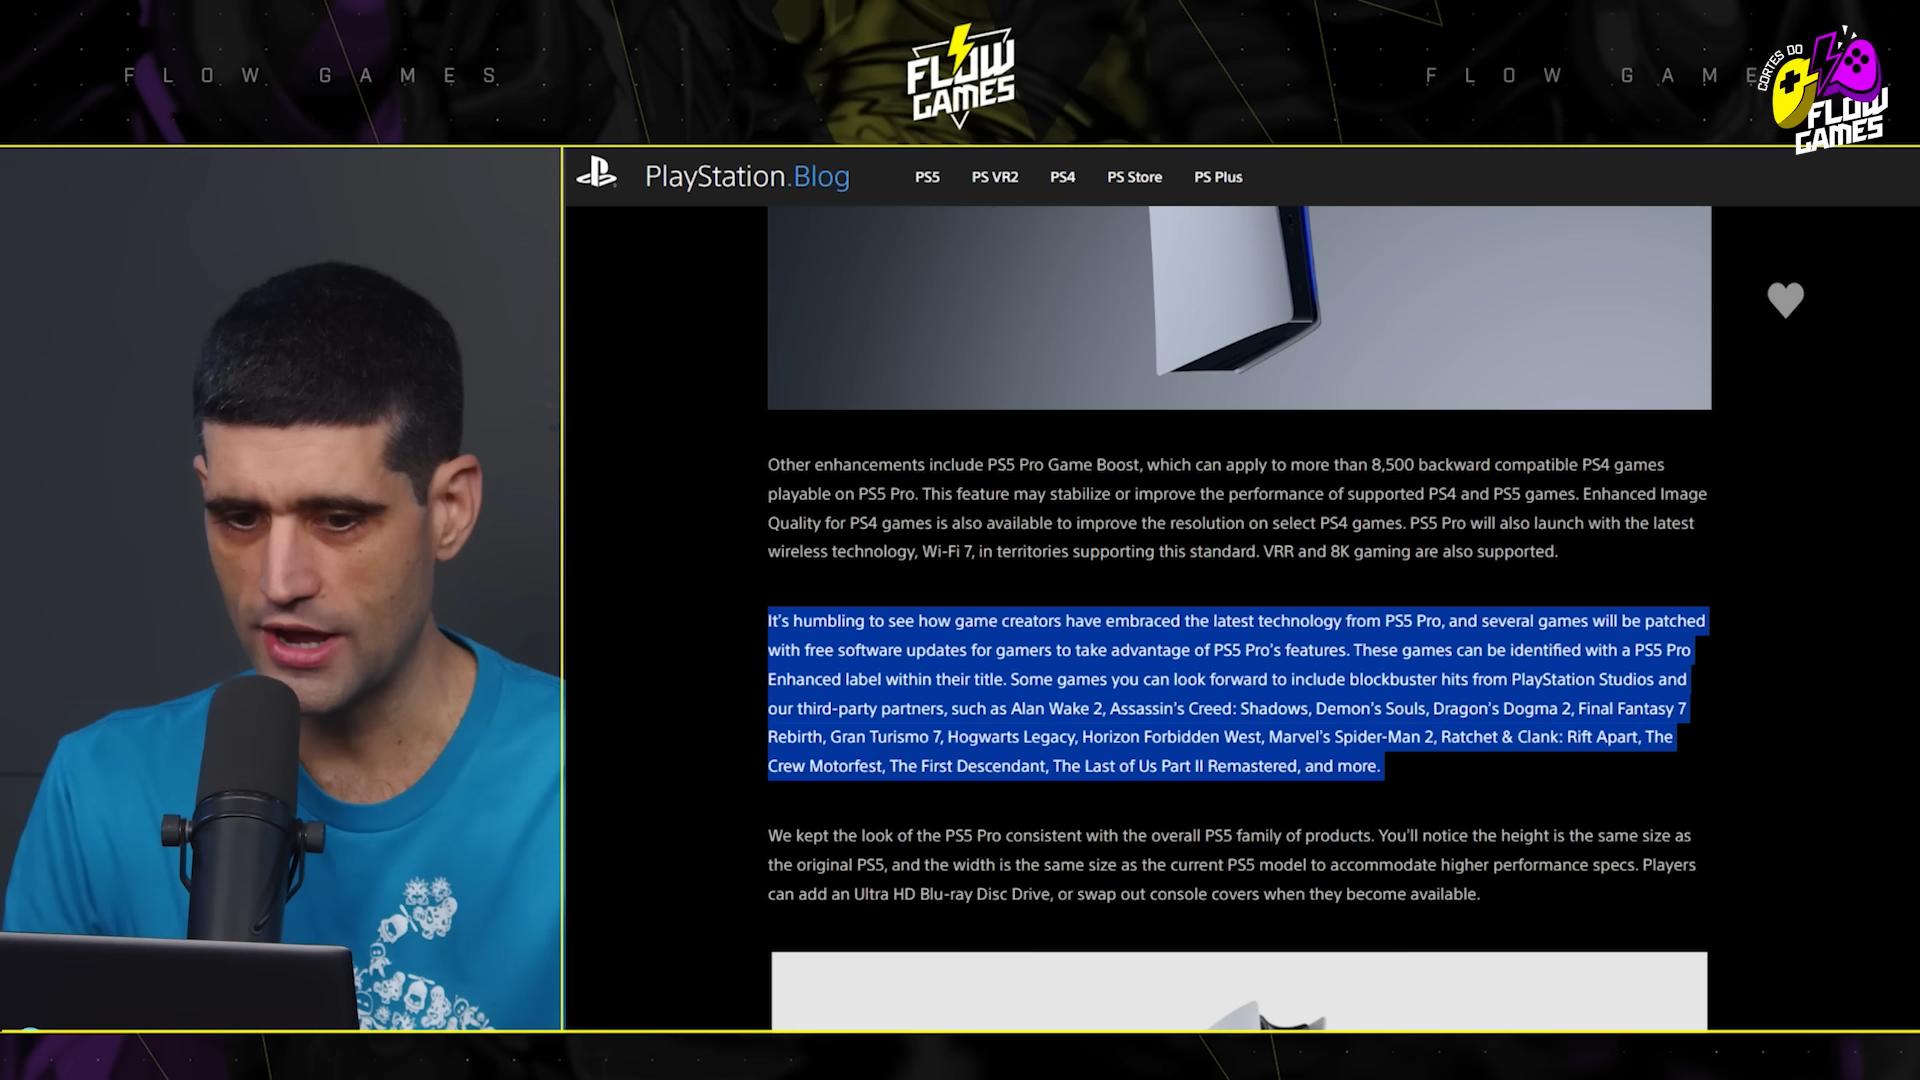 FLOW GAMES
FLOW GAMES
FLOW GAME
CORTES DO
FLOW GAMES
PlayStation.Blog
PS5 PS VR2 PS4 PS Store PS Plus
Other enhancements include PS5 Pro Game Boost, which can apply to more than 8,500 backward compatible PS4 games
playable on PS5 Pro. This feature may stabilize or improve the performance of supported PS4 and PS5 games. Enhanced Image
Quality for PS4 games is also available to improve the resolution on select PS4 games. PS5 Pro will also launch with the latest
wireless technology, Wi-Fi 7, in territories supporting this standard. VRR and 8K gaming are also supported.
It's humbling to see how game creators have embraced the latest technology from PS5 Pro, and several games will be patched
with free software updates for gamers to take advantage of PS5 Pro's features. These games can be identified with a PS5 Pro
Enhanced label within their title. Some games you can look forward to include blockbuster hits from PlayStation Studios and
our third-party partners, such as Alan Wake 2, Assassin's Creed: Shadows, Demon's Souls, Dragon's Dogma 2, Final Fantasy 7
Rebirth, Gran Turismo 7, Hogwarts Legacy, Horizon Forbidden West, Marvel's Spider-Man 2, Ratchet & Clank: Rift Apart, The
Crew Motorfest, The First Descendant, The Last of Us Part II Remastered, and more.
We kept the look of the PS5 Pro consistent with the overall PS5 family of products. You'll notice the height is the same size as
the original PS5, and the width is the same size as the current PS5 model to accommodate higher performance specs. Players
can add an Ultra HD Blu-ray Disc Drive, or swap out console covers when they become available.